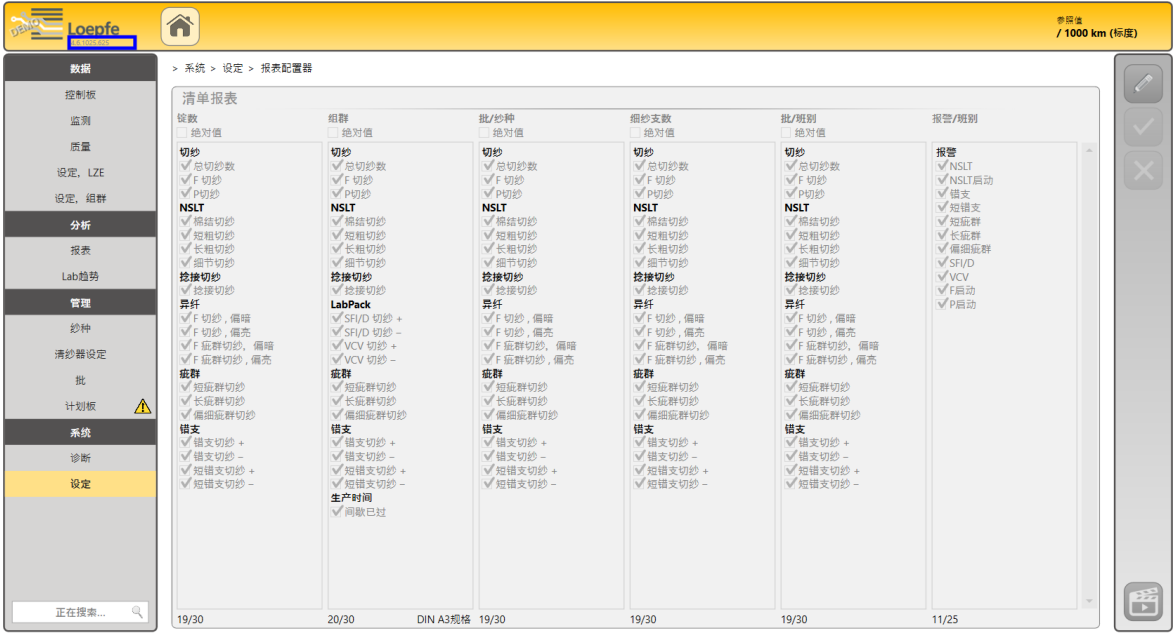 DEMO
Loepfe
4.6.1025.625
参照值
/ 1000 km (标度)
数据
控制板
监测
质量
设定, LZE
设定, 组群
分析
报表
Lab趋势
管理
纱种
清纱器设定
批
计划板
系统
诊断
设定
正在搜索...
> 系统 > 设定 > 报表配置器
清单报表
锭数
绝对值
切纱
总切纱数
F 切纱
P切纱
NSLT
棉结切纱
短粗切纱
长粗切纱
细节切纱
捻接切纱
捻接切纱
异纤
F 切纱 , 偏暗
F 切纱 , 偏亮
F 疵群切纱, 偏暗
F 疵群切纱 , 偏亮
疵群
短疵群切纱
长疵群切纱
偏细疵群切纱
错支
错支切纱 +
错支切纱 –
短错支切纱 +
短错支切纱 –
19/30
组群
绝对值
切纱
总切纱数
F 切纱
P切纱
NSLT
棉结切纱
短粗切纱
长粗切纱
细节切纱
捻接切纱
捻接切纱
LabPack
SFI/D 切纱 +
SFI/D 切纱 –
VCV 切纱 +
VCV 切纱 –
疵群
短疵群切纱
长疵群切纱
偏细疵群切纱
错支
错支切纱 +
错支切纱 –
短错支切纱 +
短错支切纱 –
生产时间
间歇已过
20/30 DIN A3规格
批/纱种
绝对值
切纱
总切纱数
F 切纱
P切纱
NSLT
棉结切纱
短粗切纱
长粗切纱
细节切纱
捻接切纱
捻接切纱
异纤
F 切纱 , 偏暗
F 切纱 , 偏亮
F 疵群切纱, 偏暗
F 疵群切纱 , 偏亮
疵群
短疵群切纱
长疵群切纱
偏细疵群切纱
错支
错支切纱 +
错支切纱 –
短错支切纱 +
短错支切纱 –
19/30
细纱支数
绝对值
切纱
总切纱数
F 切纱
P切纱
NSLT
棉结切纱
短粗切纱
长粗切纱
细节切纱
捻接切纱
捻接切纱
异纤
F 切纱 , 偏暗
F 切纱 , 偏亮
F 疵群切纱, 偏暗
F 疵群切纱 , 偏亮
疵群
短疵群切纱
长疵群切纱
偏细疵群切纱
错支
错支切纱 +
错支切纱 –
短错支切纱 +
短错支切纱 –
19/30
批/班别
绝对值
切纱
总切纱数
F 切纱
P切纱
NSLT
棉结切纱
短粗切纱
长粗切纱
细节切纱
捻接切纱
捻接切纱
异纤
F 切纱 , 偏暗
F 切纱 , 偏亮
F 疵群切纱, 偏暗
F 疵群切纱 , 偏亮
疵群
短疵群切纱
长疵群切纱
偏细疵群切纱
错支
错支切纱 +
错支切纱 –
短错支切纱 +
短错支切纱 –
19/30
报警/班别
报警
NSLT
NSLT启动
错支
短错支
短疵群
长疵群
偏细疵群
SFI/D
VCV
F启动
P启动
11/25